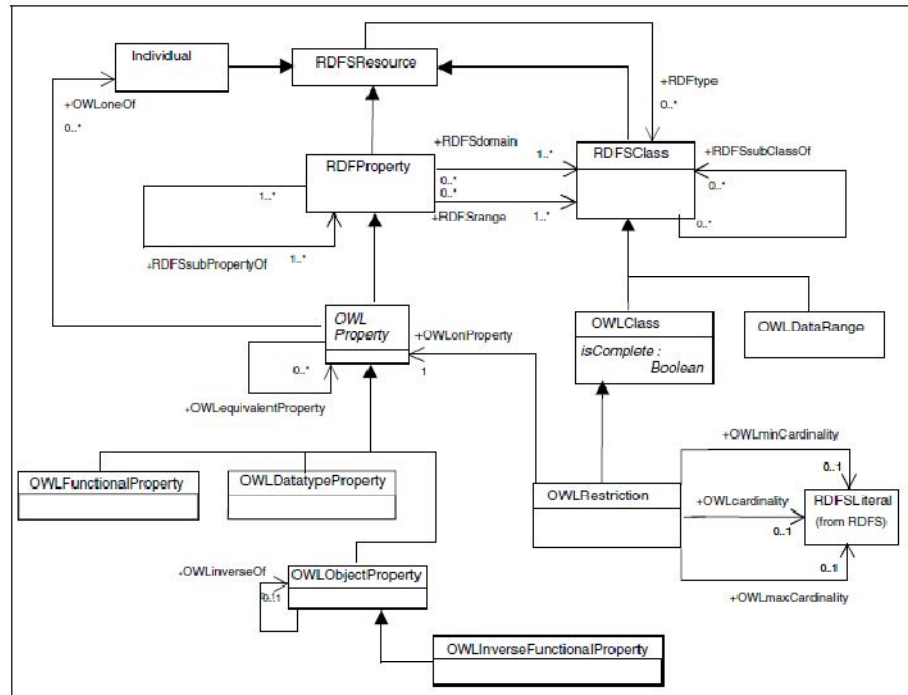 Individual
RDFSResource
+OWLoneOf
0..*
+RDFtype
0..*
+RDFSdomain
1..*
RDFSClass
+RDFSsubClassOf
RDFProperty
0..*
0..*
1..*
0..*
0..*
+RDFSrange
1..*
+RDFSsubPropertyOf
1..*
OWL
Property
+OWLonProperty
1
OWLClass
isComplete :
Boolean
OWLDataRange
0..*
+OWLequivalentProperty
+OWLminCardinality
0..1
OWLFunctionalProperty
OWLDatatypeProperty
OWLRestriction
+OWLcardinality
0..1
RDFSLiteral
(from RDFS)
0..1
+OWLmaxCardinality
+OWLinverseOf
0..1
OWLObjectProperty
OWLInverseFunctionalProperty